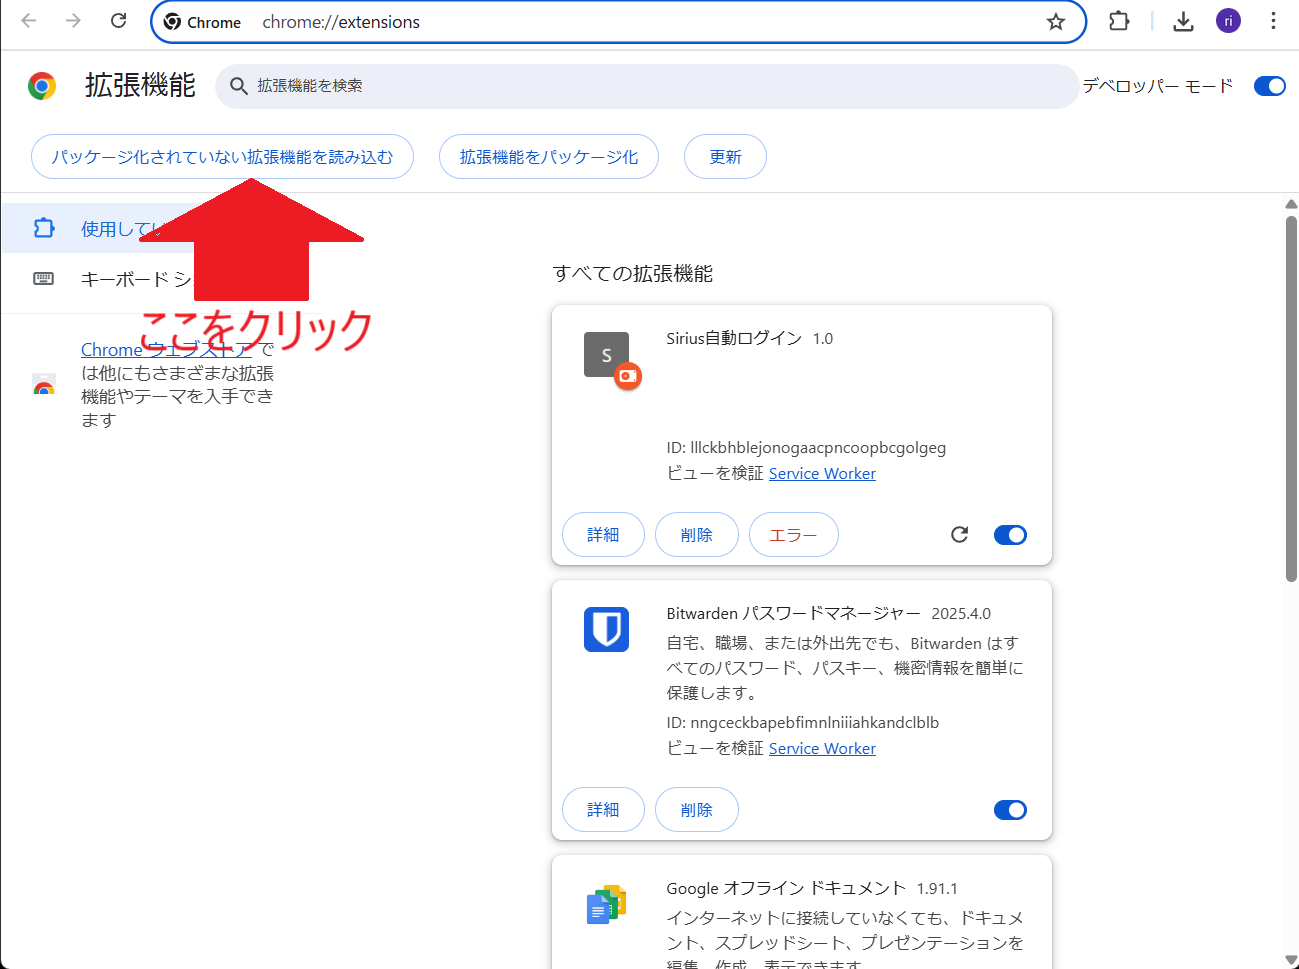 Chrome chrome://extensions
ri
拡張機能
拡張機能を検索
デベロッパー モード
パッケージ化されていない拡張機能を読み込む
拡張機能をパッケージ化
更新
使用して
キーボード シ
ここをクリック
Chrome ウェブストア で
は他にもさまざまな拡張
機能やテーマを入手でき
ます
すべての拡張機能
S
Sirius自動ログイン 1.0
ID: lllckbhblejonogaacpncoopbcgolgeg
ビューを検証 Service Worker
詳細
削除
エラー
Bitwarden パスワードマネージャー 2025.4.0
自宅、職場、または外出先でも、Bitwarden はす
べてのパスワード、パスキー、機密情報を簡単に
保護します。
ID: nngceckbapebfimnlniiiahkandclblb
ビューを検証 Service Worker
詳細
削除
Google オフライン ドキュメント 1.91.1
インターネットに接続していなくても、ドキュメ
ント、スプレッドシート、プレゼンテーションを
編集、作成、表示できます。